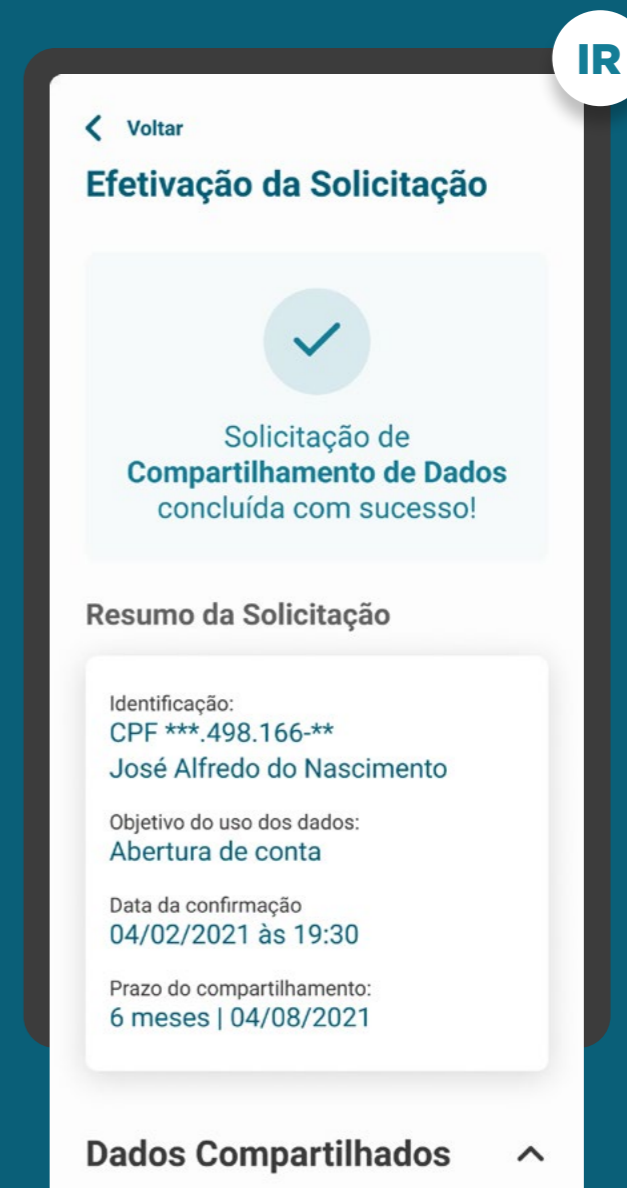 IR
Voltar
Efetivação da Solicitação
Solicitação de
Compartilhamento de Dados
concluída com sucesso!
Resumo da Solicitação
Identificação:
CPF ***.498.166-**
José Alfredo do Nascimento
Objetivo do uso dos dados:
Abertura de conta
Data da confirmação
04/02/2021 às 19:30
Prazo do compartilhamento:
6 meses | 04/08/2021
Dados Compartilhados